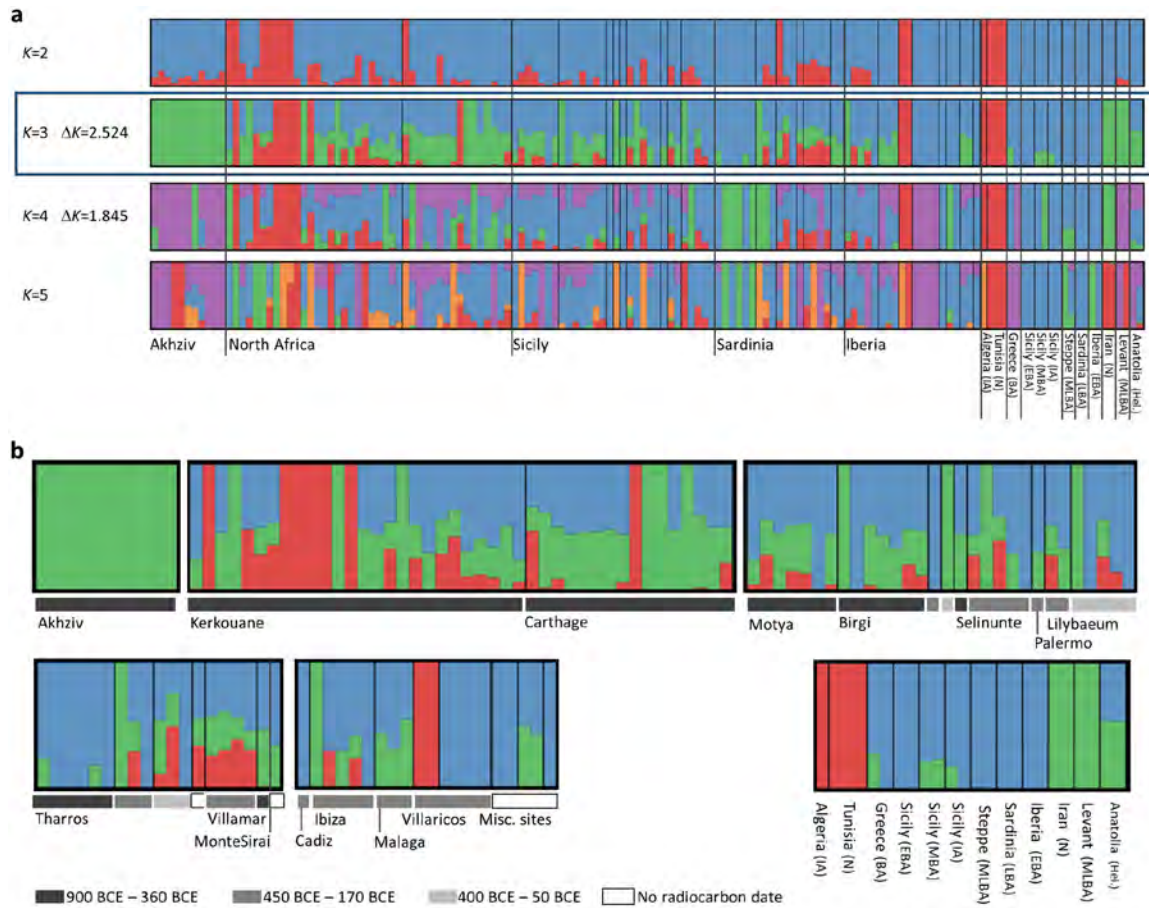 a
K=2
K=3 ΔK=2.524
K=4 ΔK=1.845
K=5
Akhziv North Africa Sicily Sardinia Iberia
Algeria (IA)
Tunisia (N)
Greece (BA)
Sicily (EBA)
Sicily (MBA)
Sicily (IA)
Steppe (MLBA)
Sardinia (LBA)
Iberia (EBA)
Iran (N)
Levant (MLBA)
Anatolia (Hel.)
b
Akhziv Kerkouane Carthage Motya Birgi Selinunte Lilybaeum
Palermo
Tharros Villamar Ibiza Villaricos Misc. sites
MonteSirai Cadiz Malaga
Algeria (IA)
Tunisia (N)
Greece (BA)
Sicily (EBA)
Sicily (MBA)
Sicily (IA)
Steppe (MLBA)
Sardinia (LBA)
Iberia (EBA)
Iran (N)
Levant (MLBA)
Anatolia (Hel.)
900 BCE – 360 BCE 450 BCE – 170 BCE 400 BCE – 50 BCE No radiocarbon date